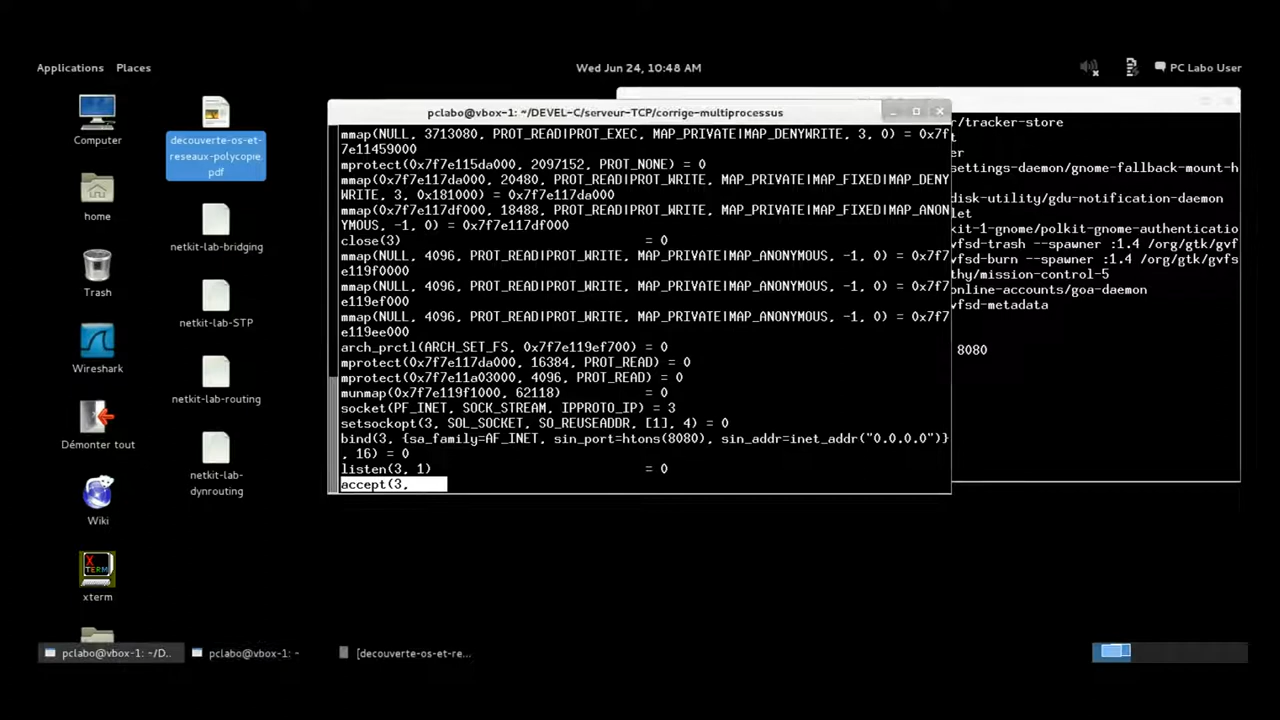 Applications Places Wed Jun 24, 10:48 AM PC Labo User
Computer
home
Trash
Wireshark
Démonter tout
Wiki
xterm
decouverte-os-et-
reseaux-polycopie.
pdf
netkit-lab-bridging
netkit-lab-STP
netkit-lab-routing
netkit-lab-
dynrouting
pclabo@vbox-1: ~/DEVEL-C/serveur-TCP/corrige-multiprocessus
mmap(NULL, 3713080, PROT_READ|PROT_EXEC, MAP_PRIVATE|MAP_DENYWRITE, 3, 0) = 0x7f
7e11459000
mprotect(0x7f7e115da000, 2097152, PROT_NONE) = 0
mmap(0x7f7e117da000, 20480, PROT_READ|PROT_WRITE, MAP_PRIVATE|MAP_FIXED|MAP_DENY
WRITE, 3, 0x181000) = 0x7f7e117da000
mmap(0x7f7e117df000, 18488, PROT_READ|PROT_WRITE, MAP_PRIVATE|MAP_FIXED|MAP_ANON
YMOUS, -1, 0) = 0x7f7e117df000
close(3) = 0
mmap(NULL, 4096, PROT_READ|PROT_WRITE, MAP_PRIVATE|MAP_ANONYMOUS, -1, 0) = 0x7f7
e119f0000
mmap(NULL, 4096, PROT_READ|PROT_WRITE, MAP_PRIVATE|MAP_ANONYMOUS, -1, 0) = 0x7f7
e119ef000
mmap(NULL, 4096, PROT_READ|PROT_WRITE, MAP_PRIVATE|MAP_ANONYMOUS, -1, 0) = 0x7f7
e119ee000
arch_prctl(ARCH_SET_FS, 0x7f7e119ef700) = 0
mprotect(0x7f7e117da000, 16384, PROT_READ) = 0
mprotect(0x7f7e11a03000, 4096, PROT_READ) = 0
munmap(0x7f7e119f1000, 62118) = 0
socket(PF_INET, SOCK_STREAM, IPPROTO_IP) = 3
setsockopt(3, SOL_SOCKET, SO_REUSEADDR, [1], 4) = 0
bind(3, {sa_family=AF_INET, sin_port=htons(8080), sin_addr=inet_addr("0.0.0.0")}
, 16) = 0
listen(3, 1) = 0
accept(3,
/tracker-store
t
er
settings-daemon/gnome-fallback-mount-h
disk-utility/gdu-notification-daemon
let
kit-1-gnome/polkit-gnome-authenticatio
vfsd-trash --spawner :1.4 /org/gtk/gvf
vfsd-burn --spawner :1.4 /org/gtk/gvfs
thy/mission-control-5
online-accounts/goa-daemon
vfsd-metadata
8080
pclabo@vbox-1: ~/D... pclabo@vbox-1: ~ [decouverte-os-et-re...